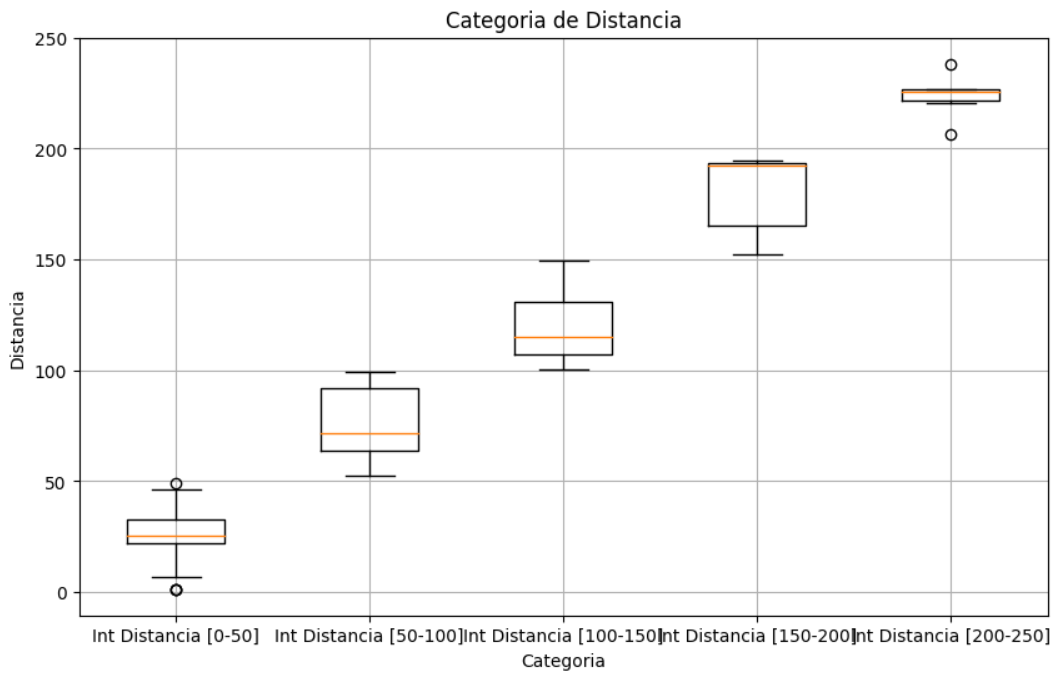 Categoria de Distancia
250
200
150
100
50
0
Distancia
Int Distancia [0-50] Int Distancia [50-100] Int Distancia [100-150] Int Distancia [150-200] Int Distancia [200-250]
Categoria